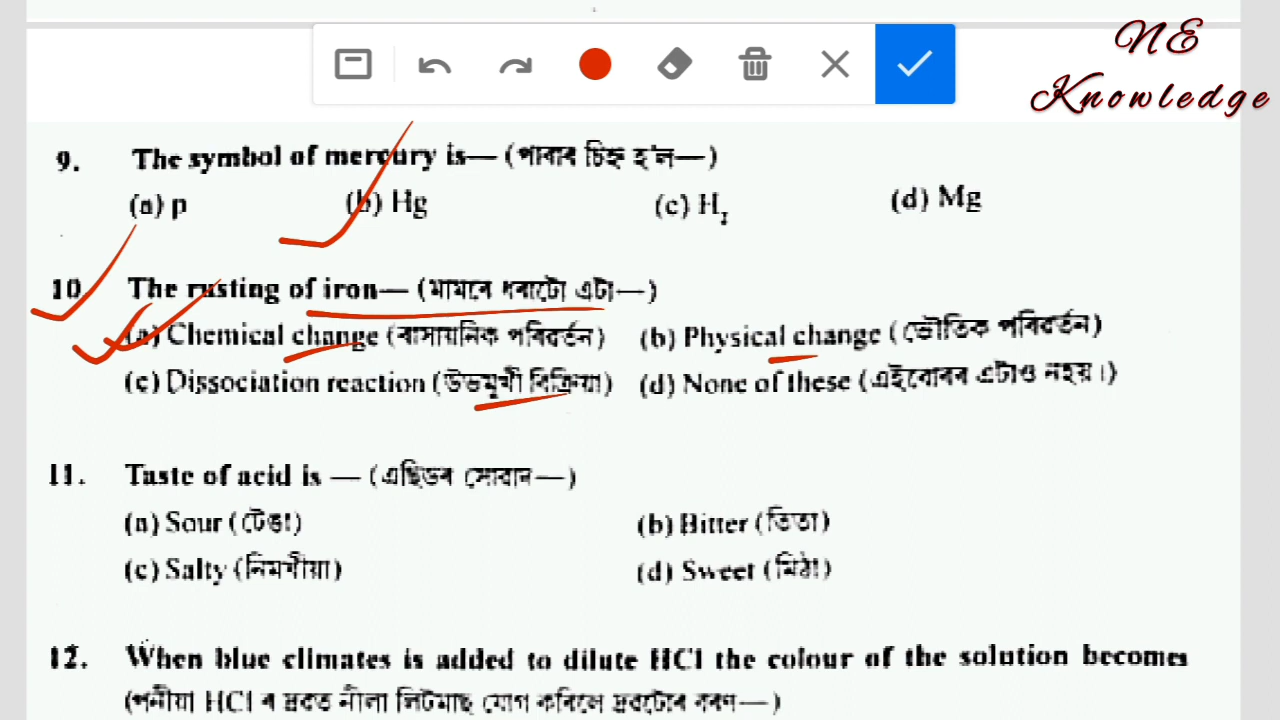 NE
Knowledge
9. The symbol of mercury is— (পাৰাৰ চিহ্ন হ'ল—)
(a) p (b) Hg (c) H₂ (d) Mg
10. The rusting of iron— (মামৰে ধৰাটো এটা—)
(a) Chemical change (ৰাসায়নিক পৰিৱৰ্তন) (b) Physical change (ভৌতিক পৰিৱৰ্তন)
(c) Dissociation reaction (উভমুখী বিক্ৰিয়া) (d) None of these (এইবোৰৰ এটাও নহয়।)
11. Taste of acid is — (এছিডৰ সোৱাদ—)
(a) Sour (টেঙা) (b) Bitter (তিতা)
(c) Salty (নিমখীয়া) (d) Sweet (মিঠা)
12. When blue climates is added to dilute HCl the colour of the solution becomes
(পনীয়া HCl ৰ দ্ৰৱত নীলা লিটমাছ যোগ কৰিলে দ্ৰৱটোৰ বৰণ—)